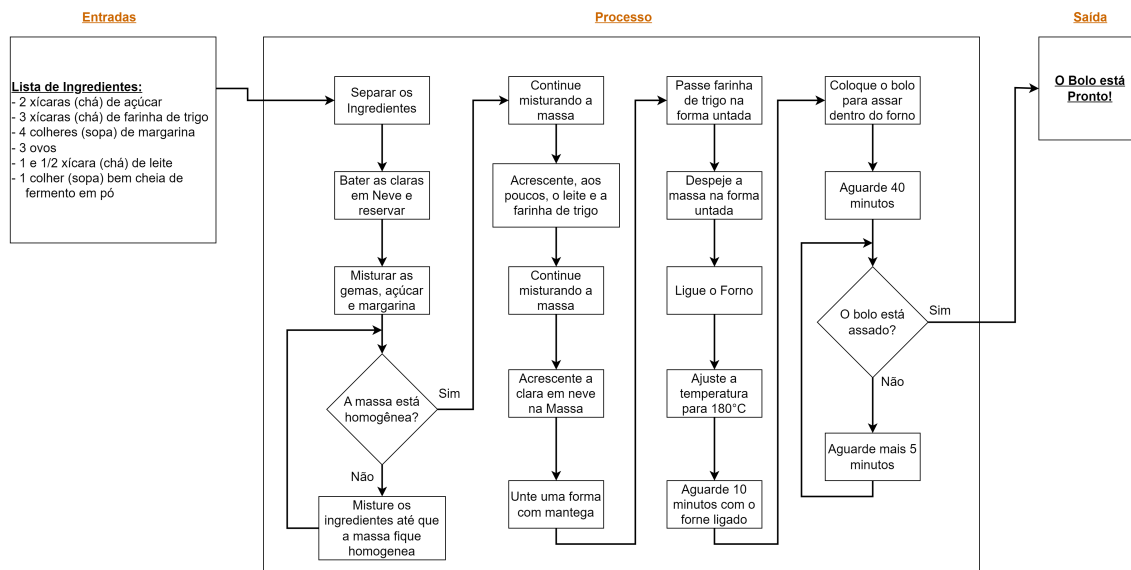 Entradas
Processo
Saída
Lista de Ingredientes:
- 2 xícaras (chá) de açúcar
- 3 xícaras (chá) de farinha de trigo
- 4 colheres (sopa) de margarina
- 3 ovos
- 1 e 1/2 xícara (chá) de leite
- 1 colher (sopa) bem cheia de
fermento em pó
Separar os
Ingredientes
Bater as claras
em Neve e
reservar
Misturar as
gemas, açúcar
e margarina
A massa está
homogênea?
Sim
Não
Misture os
ingredientes até que
a massa fique
homogenea
Continue
misturando a
massa
Acrescente, aos
poucos, o leite e a
farinha de trigo
Continue
misturando a
massa
Acrescente a
clara em neve
na Massa
Unte uma forma
com mantega
Passe farinha
de trigo na
forma untada
Despeje a
massa na forma
untada
Ligue o Forno
Ajuste a
temperatura
para 180°C
Aguarde 10
minutos com o
forne ligado
Coloque o bolo
para assar
dentro do forno
Aguarde 40
minutos
O bolo está
assado?
Sim
Não
Aguarde mais 5
minutos
O Bolo está
Pronto!